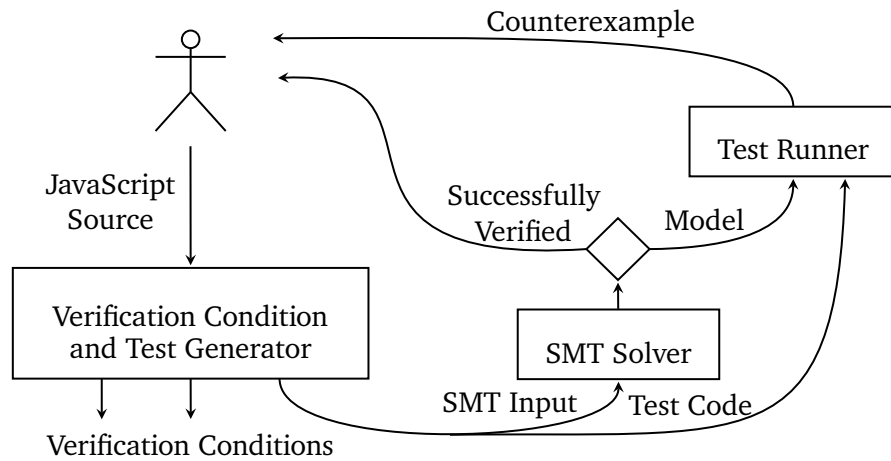 Counterexample
Test Runner
JavaScript
Source
Successfully
Verified
Model
Verification Condition
and Test Generator
SMT Solver
SMT Input
Test Code
Verification Conditions